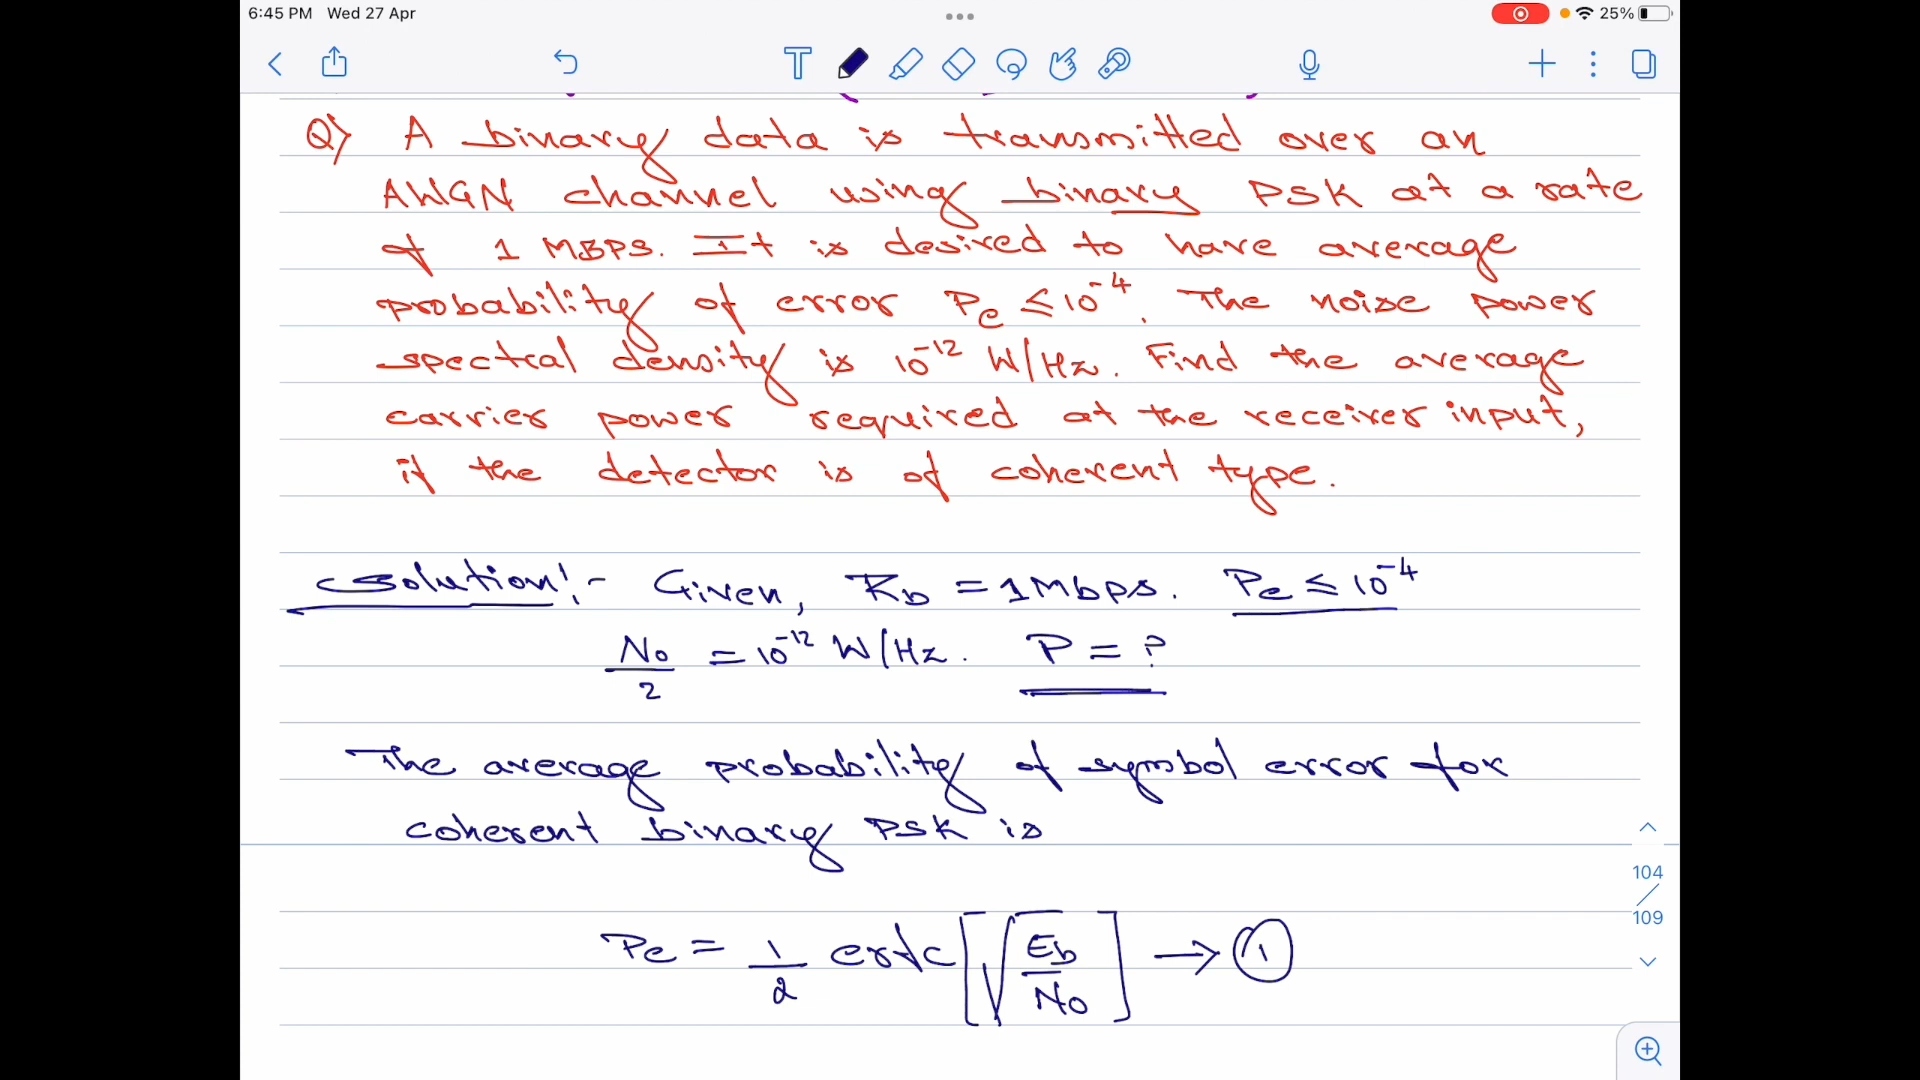 6:45 PM Wed 27 Apr
25%
Q) A binary data is transmitted over an
AWGN channel using binary PSK at a rate
of 1 MBPS. It is desired to have average
probability of error Pe ≤ 10⁻⁴. The noise power
spectral density is 10⁻¹² W/Hz. Find the average
carrier power required at the receiver input,
if the detector is of coherent type.
Solution:- Given, Rb = 1Mbps. Pe ≤ 10⁻⁴
No/2 = 10⁻¹² W/Hz. P = ?
The average probability of symbol error for
coherent binary PSK is
Pe = 1/2 erfc [√(Eb/No)] → ①
104
/
109